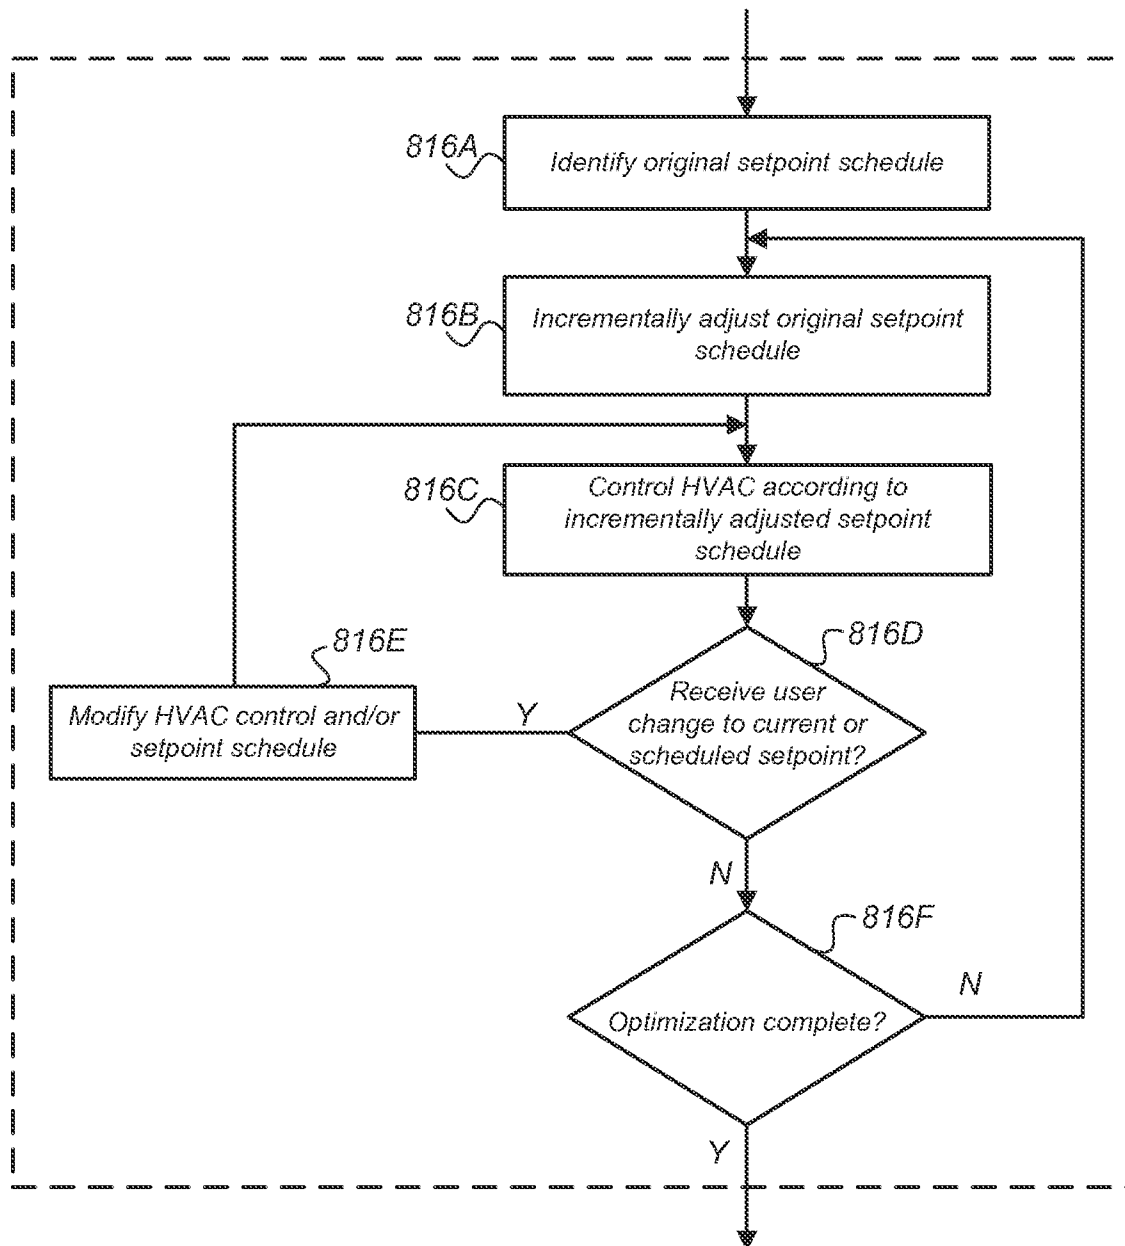 816A
Identify original setpoint schedule
816B
Incrementally adjust original setpoint
schedule
816C
Control HVAC according to
incrementally adjusted setpoint
schedule
816D
Receive user
change to current or
scheduled setpoint?
Y
816E
Modify HVAC control and/or
setpoint schedule
N
816F
Optimization complete?
N
Y